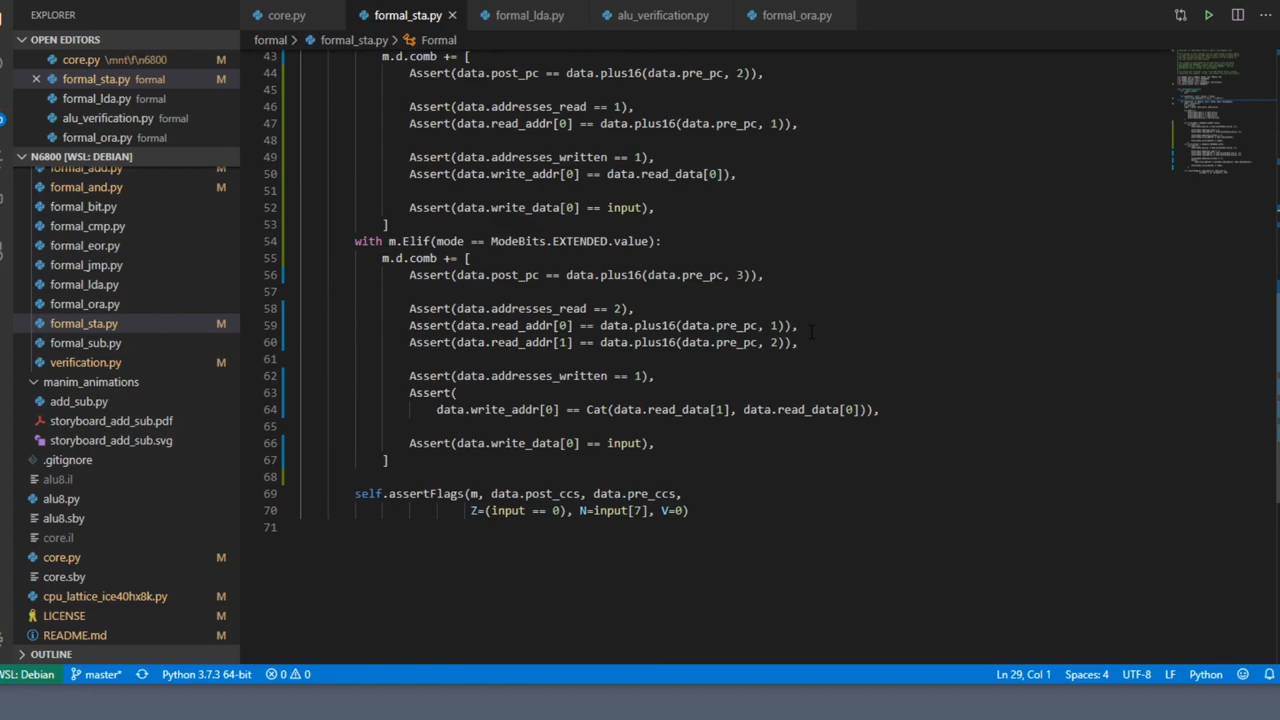 EXPLORER
core.py
formal_sta.py
formal_lda.py
alu_verification.py
formal_ora.py
OPEN EDITORS
core.py \mnt\f\n6800 M
formal_sta.py formal M
formal_lda.py formal
alu_verification.py formal
formal_ora.py formal
N6800 [WSL: DEBIAN]
formal_add.py M
formal_and.py M
formal_bit.py
formal_cmp.py
formal_eor.py
formal_jmp.py
formal_lda.py
formal_ora.py
formal_sta.py M
formal_sub.py
verification.py M
manim_animations
add_sub.py
storyboard_add_sub.pdf
storyboard_add_sub.svg
.gitignore
alu8.il
alu8.py
alu8.sby
core.il
core.py M
core.sby
cpu_lattice_ice40hx8k.py M
LICENSE
README.md M
OUTLINE
formal > formal_sta.py > Formal
43 m.d.comb += [
44 Assert(data.post_pc == data.plus16(data.pre_pc, 2)),
45
46 Assert(data.addresses_read == 1),
47 Assert(data.read_addr[0] == data.plus16(data.pre_pc, 1)),
48
49 Assert(data.addresses_written == 1),
50 Assert(data.write_addr[0] == data.read_data[0]),
51
52 Assert(data.write_data[0] == input),
53 ]
54 with m.Elif(mode == ModeBits.EXTENDED.value):
55 m.d.comb += [
56 Assert(data.post_pc == data.plus16(data.pre_pc, 3)),
57
58 Assert(data.addresses_read == 2),
59 Assert(data.read_addr[0] == data.plus16(data.pre_pc, 1)),
60 Assert(data.read_addr[1] == data.plus16(data.pre_pc, 2)),
61
62 Assert(data.addresses_written == 1),
63 Assert(
64 data.write_addr[0] == Cat(data.read_data[1], data.read_data[0])),
65
66 Assert(data.write_data[0] == input),
67 ]
68
69 self.assertFlags(m, data.post_ccs, data.pre_ccs,
70 Z=(input == 0), N=input[7], V=0)
71
WSL: Debian master* Python 3.7.3 64-bit 0 0 Ln 29, Col 1 Spaces: 4 UTF-8 LF Python